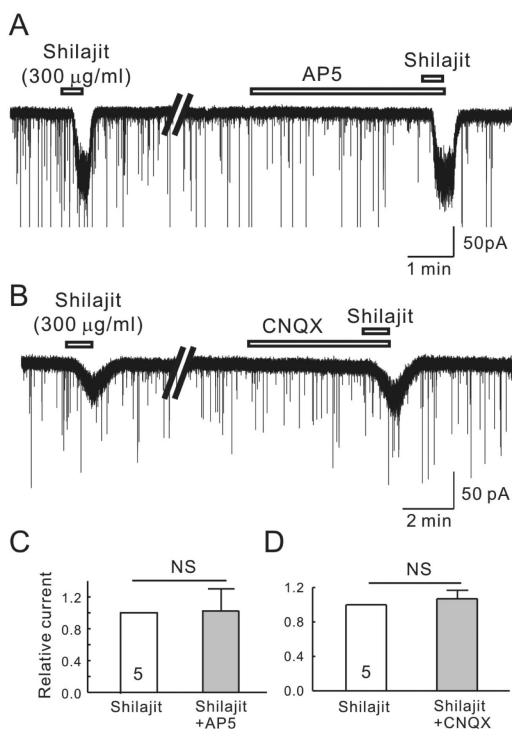 A
Shilajit
(300 µg/ml)
AP5
Shilajit
50pA
1 min
B
Shilajit
(300 µg/ml)
CNQX
Shilajit
50 pA
2 min
C
NS
Relative current
1.2
0.8
0.4
0.0
5
Shilajit
Shilajit
+AP5
D
NS
1.2
0.8
0.4
0.0
5
Shilajit
Shilajit
+CNQX